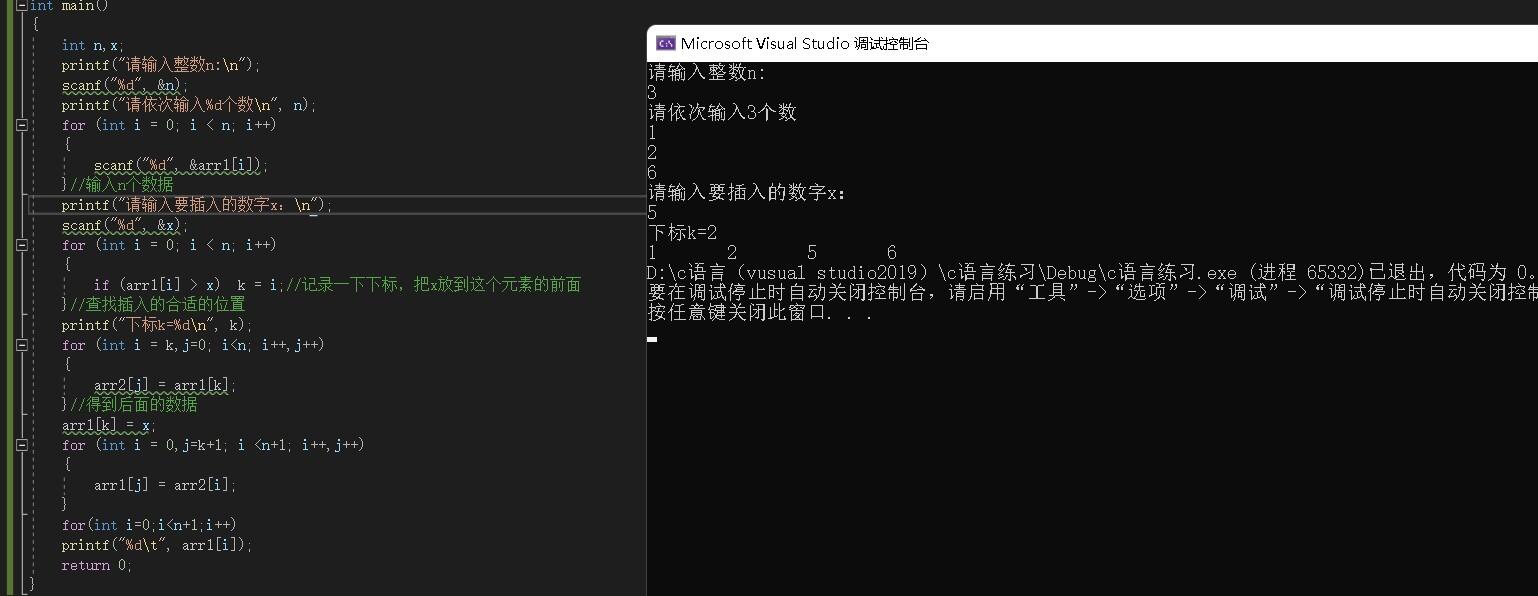 int main()
{
int n,x;
printf("请输入整数n:\n");
scanf("%d", &n);
printf("请依次输入%d个数\n", n);
for (int i = 0; i < n; i++)
{
scanf("%d", &arr1[i]);
}//输入n个数据
printf("请输入要插入的数字x：\n");
scanf("%d", &x);
for (int i = 0; i < n; i++)
{
if (arr1[i] > x)  k = i;//记录一下下标，把x放到这个元素的前面
}//查找插入的合适的位置
printf("下标k=%d\n", k);
for (int i = k,j=0; i<n; i++,j++)
{
arr2[j] = arr1[k];
}//得到后面的数据
arr1[k] = x;
for (int i = 0,j=k+1; i <n+1; i++,j++)
{
arr1[j] = arr2[i];
}
for(int i=0;i<n+1;i++)
printf("%d\t", arr1[i]);
return 0;
}
Microsoft Visual Studio 调试控制台
请输入整数n:
3
请依次输入3个数
1
2
6
请输入要插入的数字x：
5
下标k=2
1 2 5 6
D:\c语言（vusual studio2019）\c语言练习\Debug\c语言练习.exe (进程 65332)已退出，代码为 0。
要在调试停止时自动关闭控制台，请启用“工具”->“选项”->“调试”->“调试停止时自动关闭控制
按任意键关闭此窗口. . .